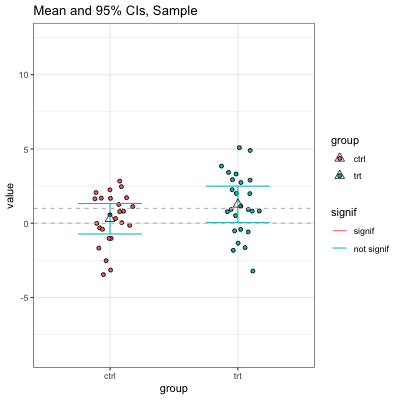 Mean and 95% CIs, Sample
10
5
0
-5
value
ctrl
trt
group
group
ctrl
trt
signif
signif
not signif